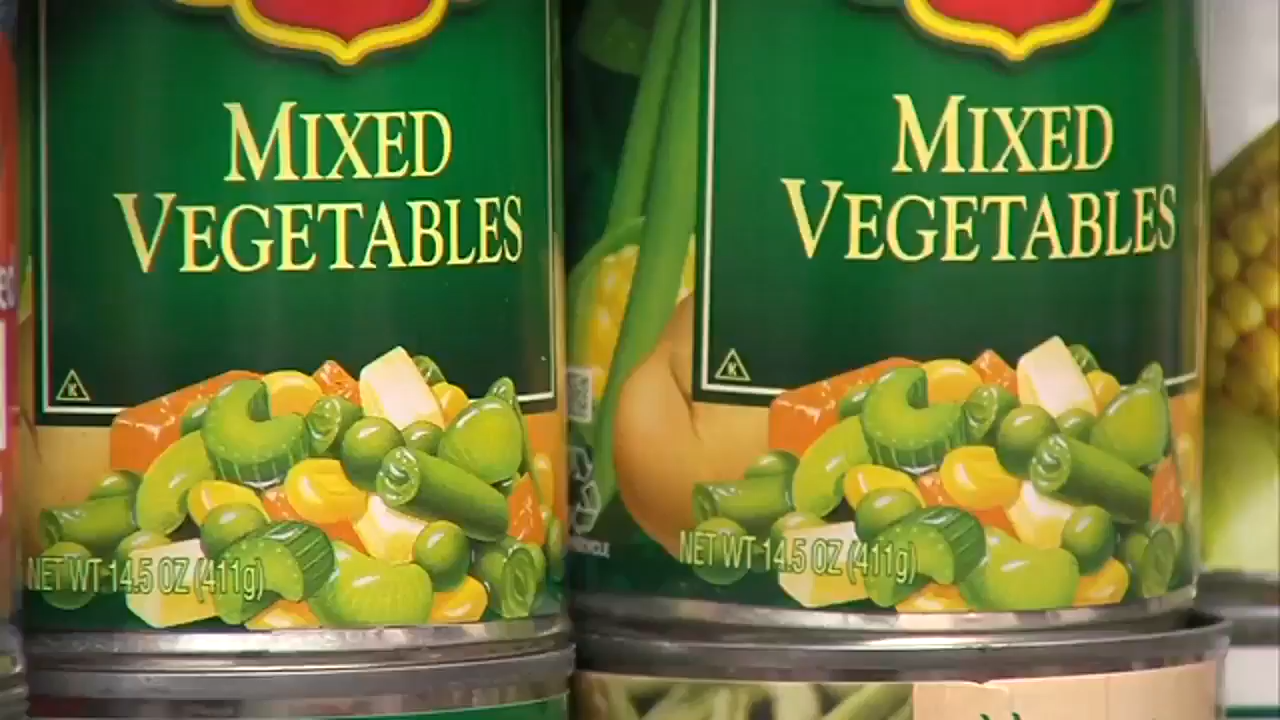 MIXED
VEGETABLES
K
NET WT 14.5 OZ (411g)
MIXED
VEGETABLES
K
NET WT 14.5 OZ (411g)